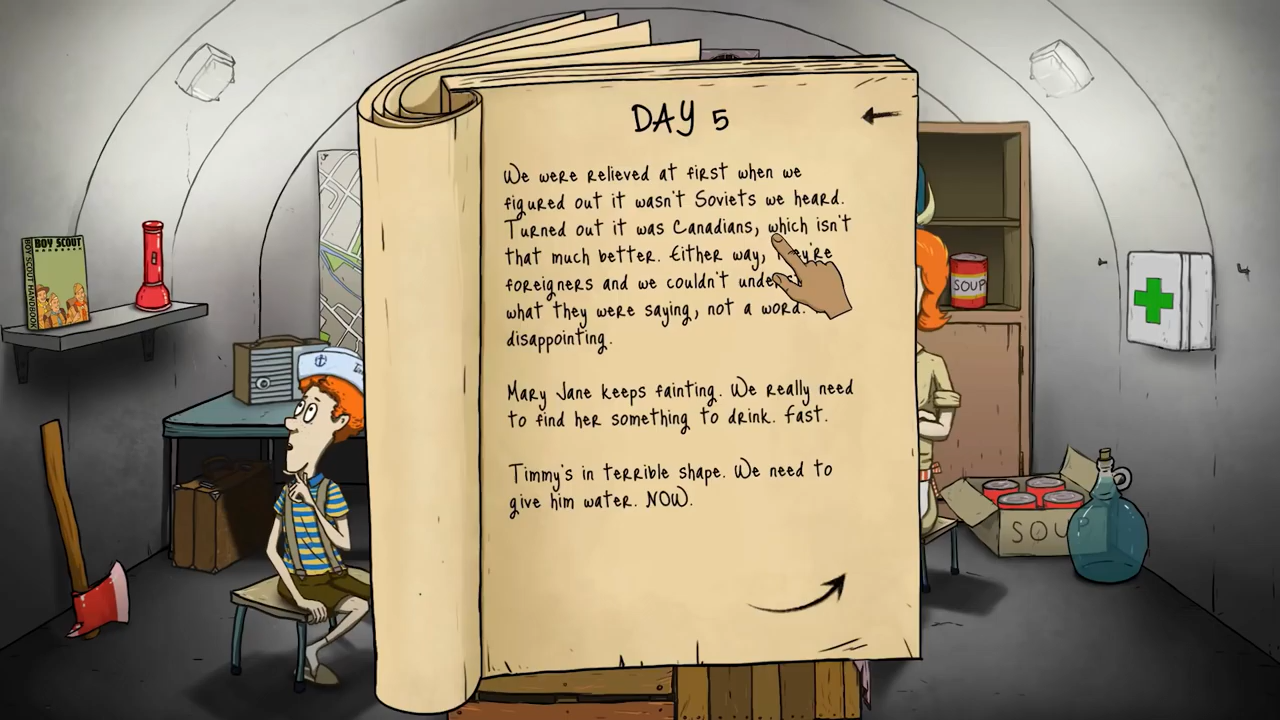 DAY 5
We were relieved at first when we
figured out it wasn't Soviets we heard.
Turned out it was Canadians, which isn't
that much better. Either way,
foreigners and we couldn't
what they were saying, not a word.
disappointing.
Mary Jane keeps fainting. We really need
to find her something to drink. Fast.
Timmy's in terrible shape. We need to
give him water. NOW.
BOY SCOUT
BOY SCOUT HANDBOOK
SOUP
SOU